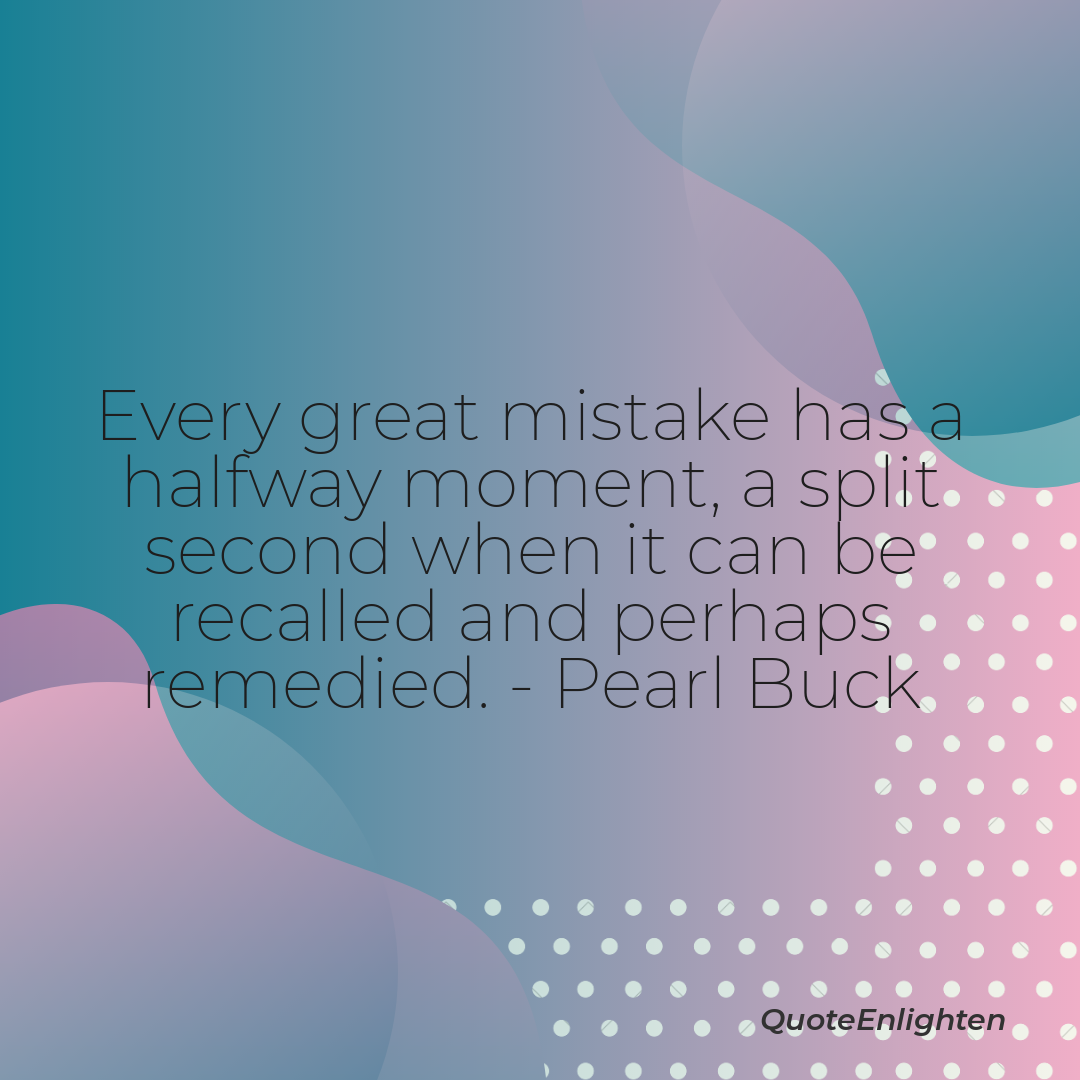 Every great mistake has a
halfway moment, a split
second when it can be
recalled and perhaps
remedied. - Pearl Buck
QuoteEnlighten